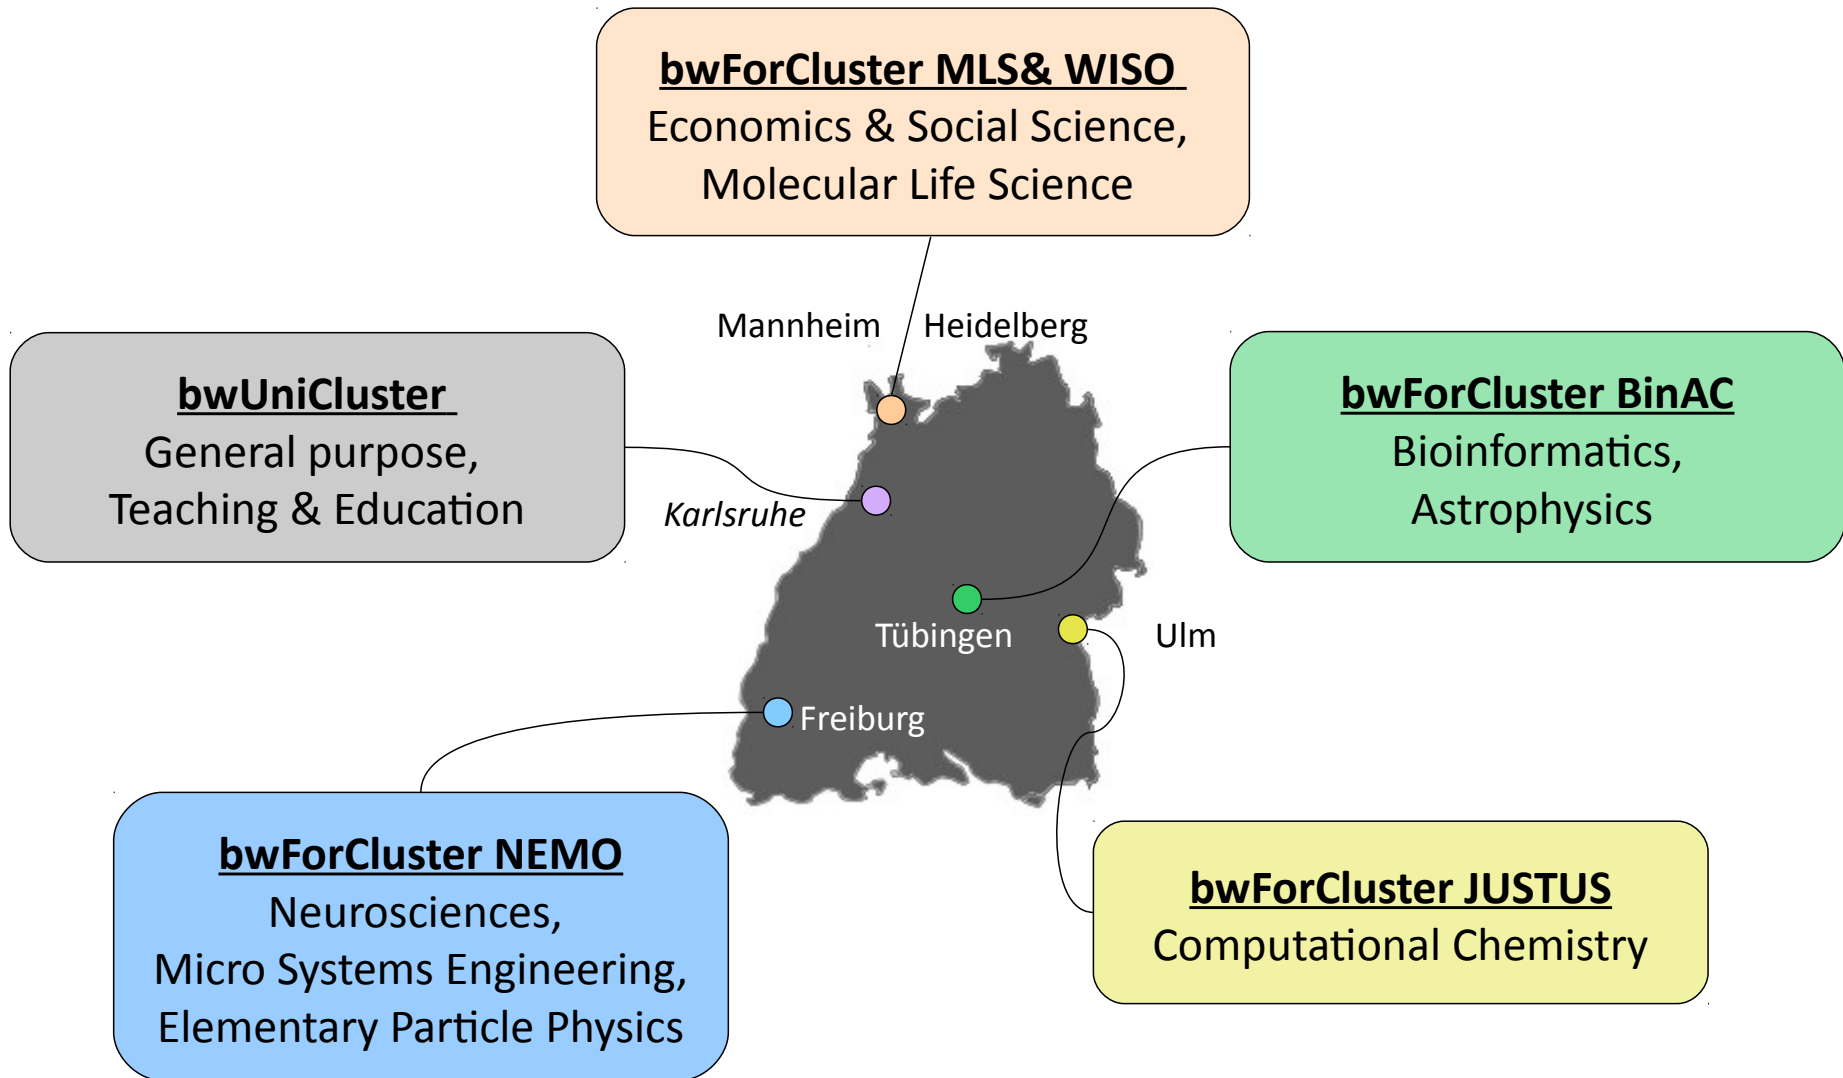 bwForCluster MLS& WISO
Economics & Social Science,
Molecular Life Science
Mannheim
Heidelberg
bwUniCluster
General purpose,
Teaching & Education
Karlsruhe
bwForCluster BinAC
Bioinformatics,
Astrophysics
Tübingen
Ulm
Freiburg
bwForCluster NEMO
Neurosciences,
Micro Systems Engineering,
Elementary Particle Physics
bwForCluster JUSTUS
Computational Chemistry